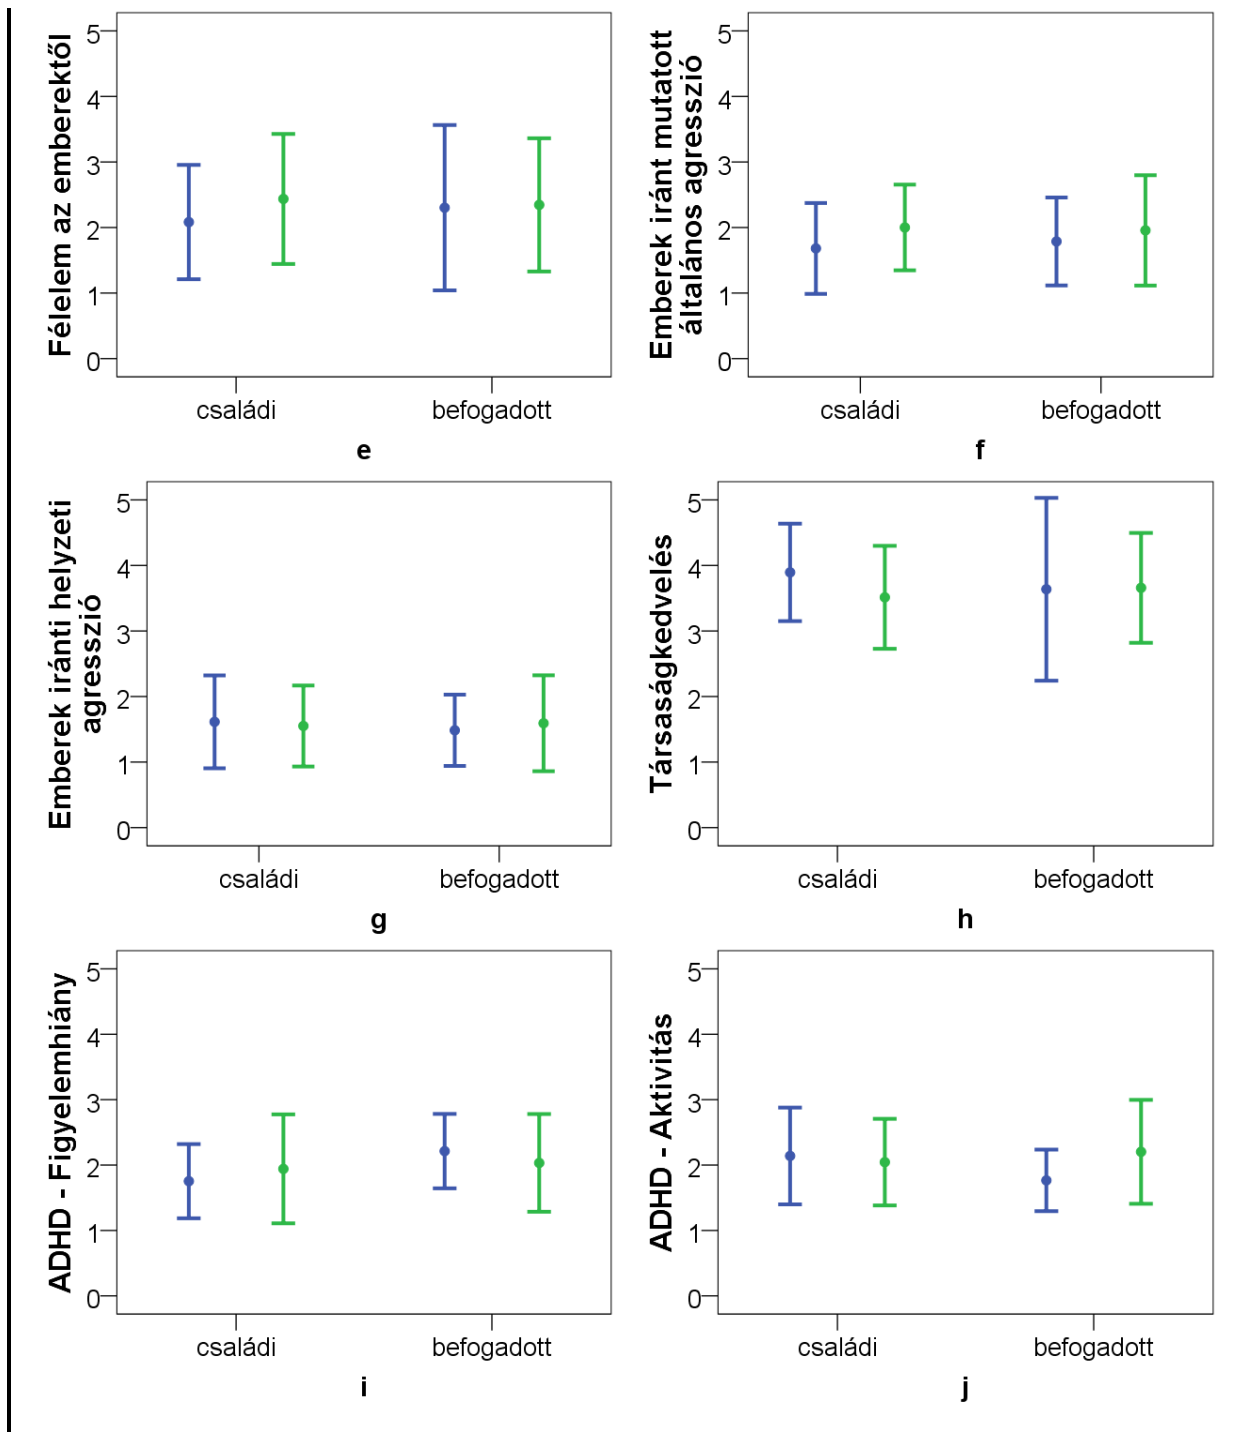 Félelem az emberektől
5
4
3
2
1
0
családi
befogadott
e
Emberek iránt mutatott
általános agresszió
5
4
3
2
1
0
családi
befogadott
f
Emberek iránti helyzeti
agresszió
5
4
3
2
1
0
családi
befogadott
g
Társaságkedvelés
5
4
3
2
1
0
családi
befogadott
h
ADHD - Figyelemhiány
5
4
3
2
1
0
családi
befogadott
i
ADHD - Aktivitás
5
4
3
2
1
0
családi
befogadott
j